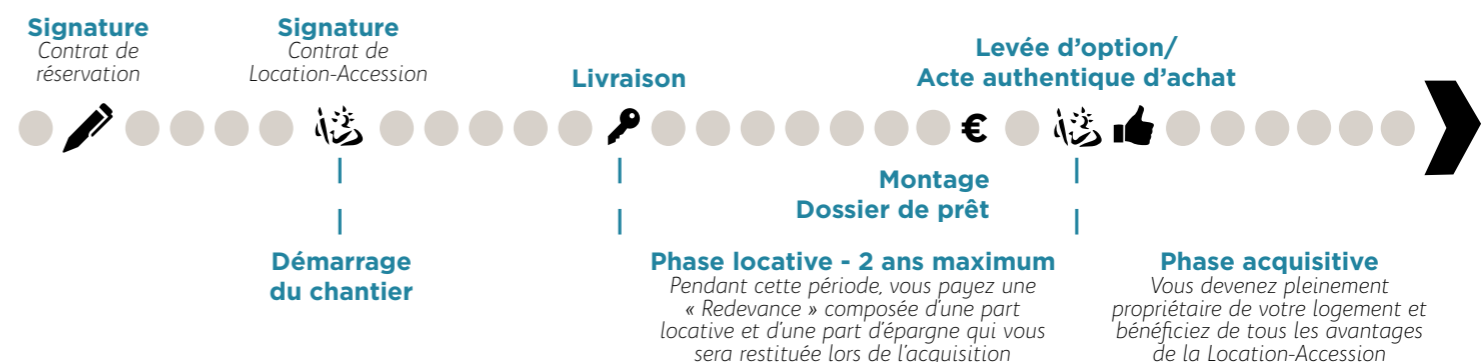 Signature
Contrat de
réservation
Signature
Contrat de
Location-Accession
Livraison
Levée d’option/
Acte authentique d’achat
€
Montage
Dossier de prêt
Démarrage
du chantier
Phase locative - 2 ans maximum
Pendant cette période, vous payez une
« Redevance » composée d’une part
locative et d’une part d’épargne qui vous
sera restituée lors de l’acquisition
Phase acquisitive
Vous devenez pleinement
propriétaire de votre logement et
bénéficiez de tous les avantages
de la Location-Accession